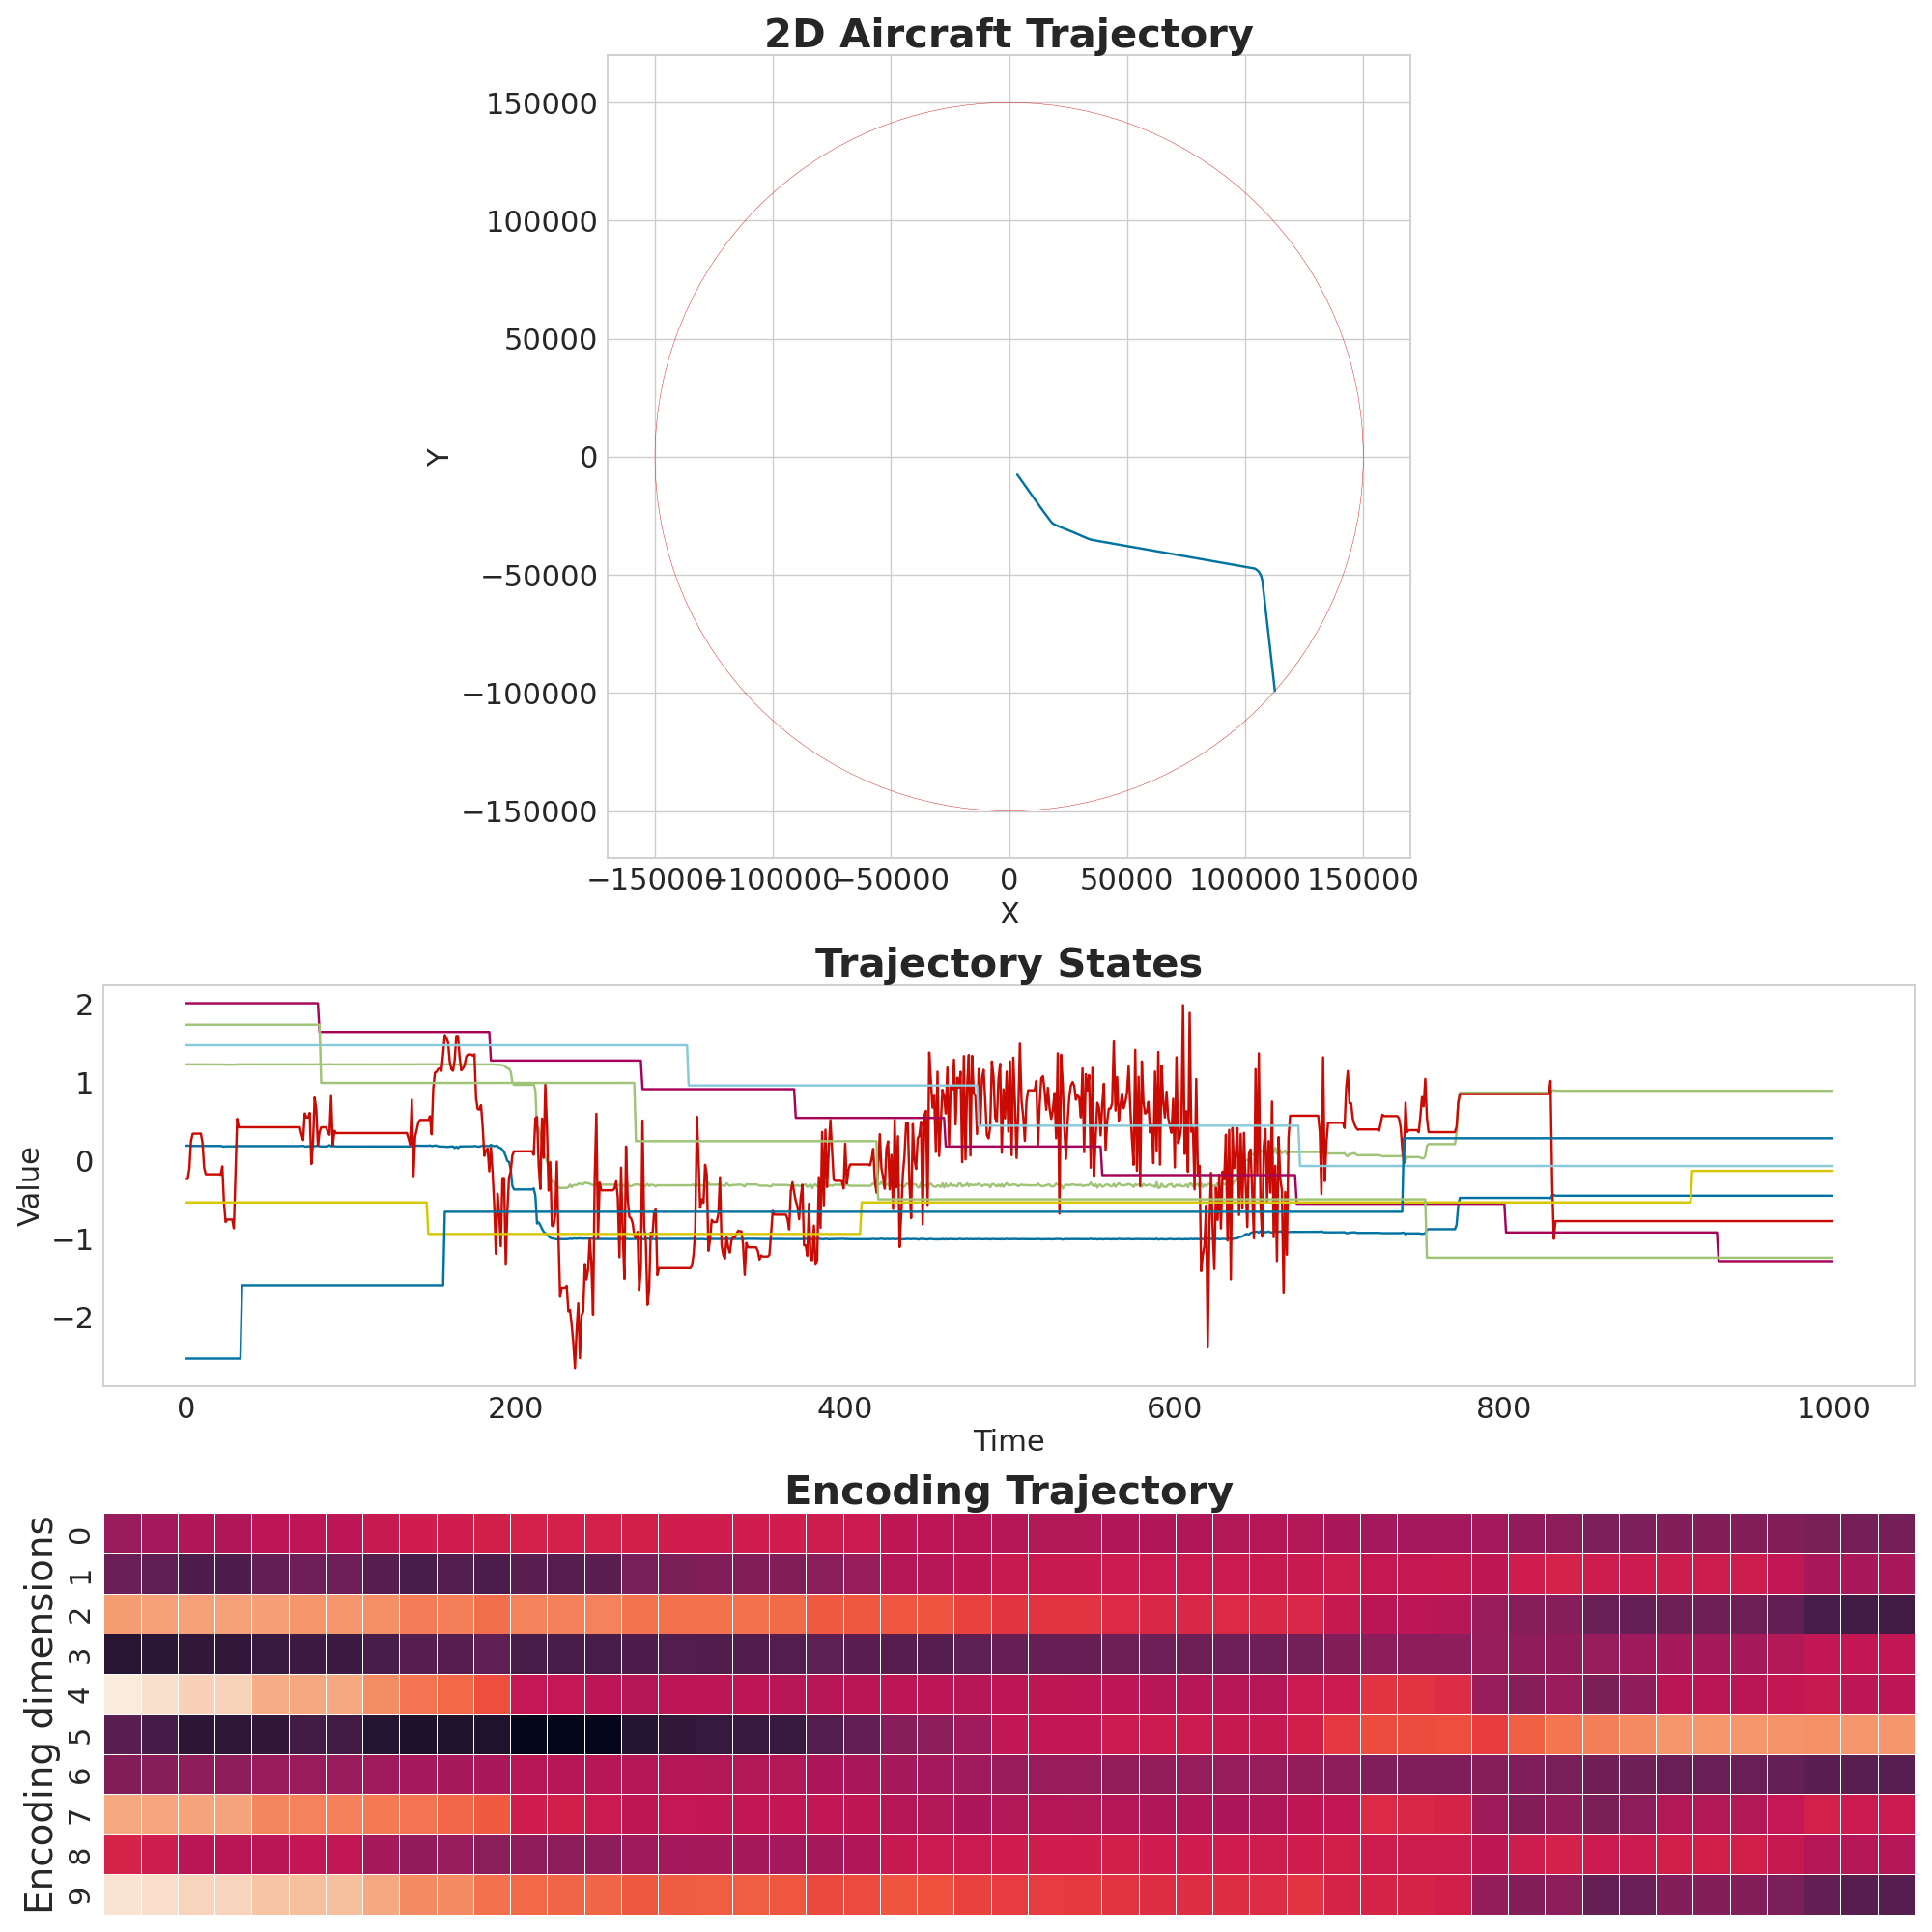 2D Aircraft Trajectory
150000
100000
50000
0
−50000
−100000
−150000
Y
−150000 −100000 −50000 0 50000 100000 150000
X
Trajectory States
2
1
0
−1
−2
Value
0 200 400 600 800 1000
Time
Encoding Trajectory
Encoding dimensions
0
1
2
3
4
5
6
7
8
9